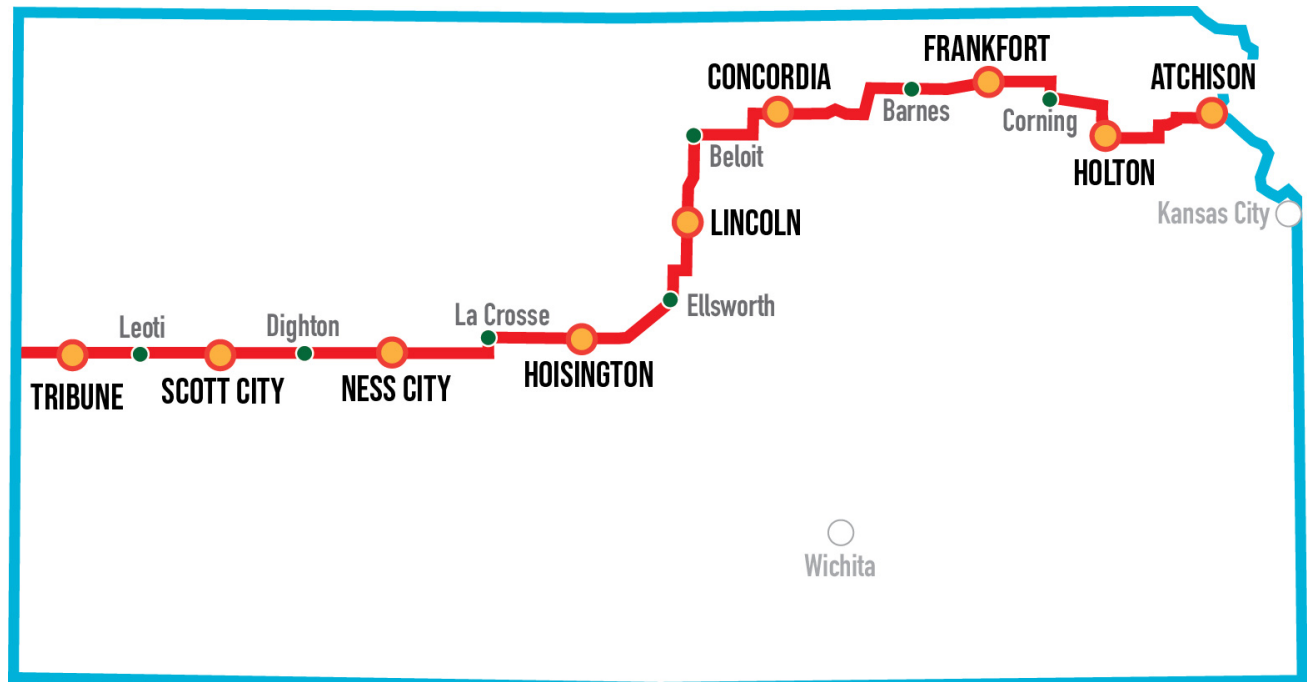 FRANKFORT
CONCORDIA
ATCHISON
Barnes
Corning
Beloit
HOLTON
LINCOLN
Kansas City
Ellsworth
La Crosse
Leoti
Dighton
HOISINGTON
TRIBUNE
SCOTT CITY
NESS CITY
Wichita